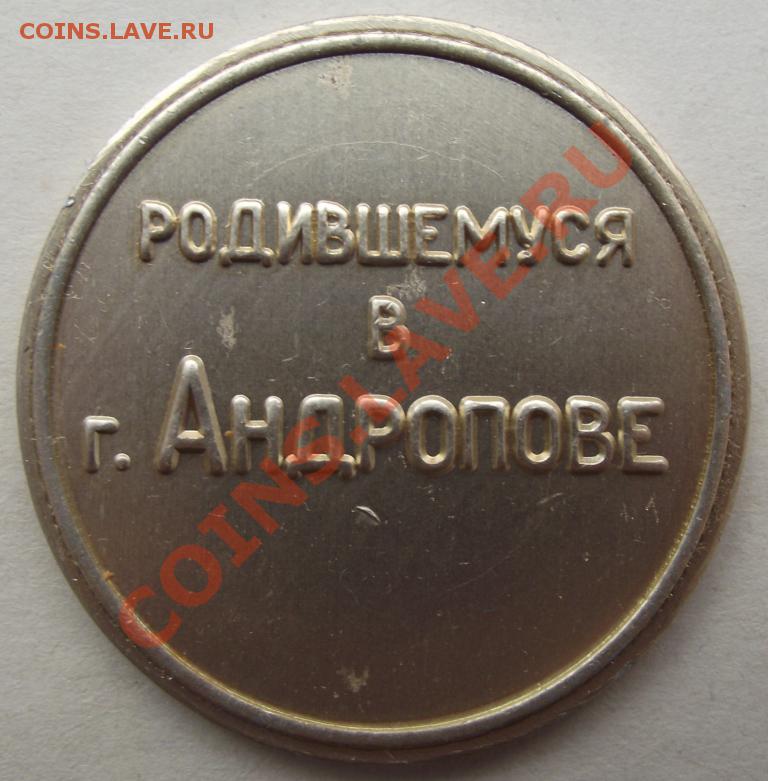 COINS.LAVE.RU
РОДИВШЕМУСЯ
В
г. АНДРОПОВЕ
COINS.LAVE.RU